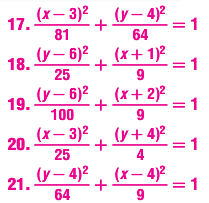 17. (x − 3)²/81 + (y − 4)²/64 = 1
18. (y − 6)²/25 + (x + 1)²/9 = 1
19. (y − 6)²/100 + (x + 2)²/9 = 1
20. (x − 3)²/25 + (y + 4)²/4 = 1
21. (y − 4)²/64 + (x − 4)²/9 = 1